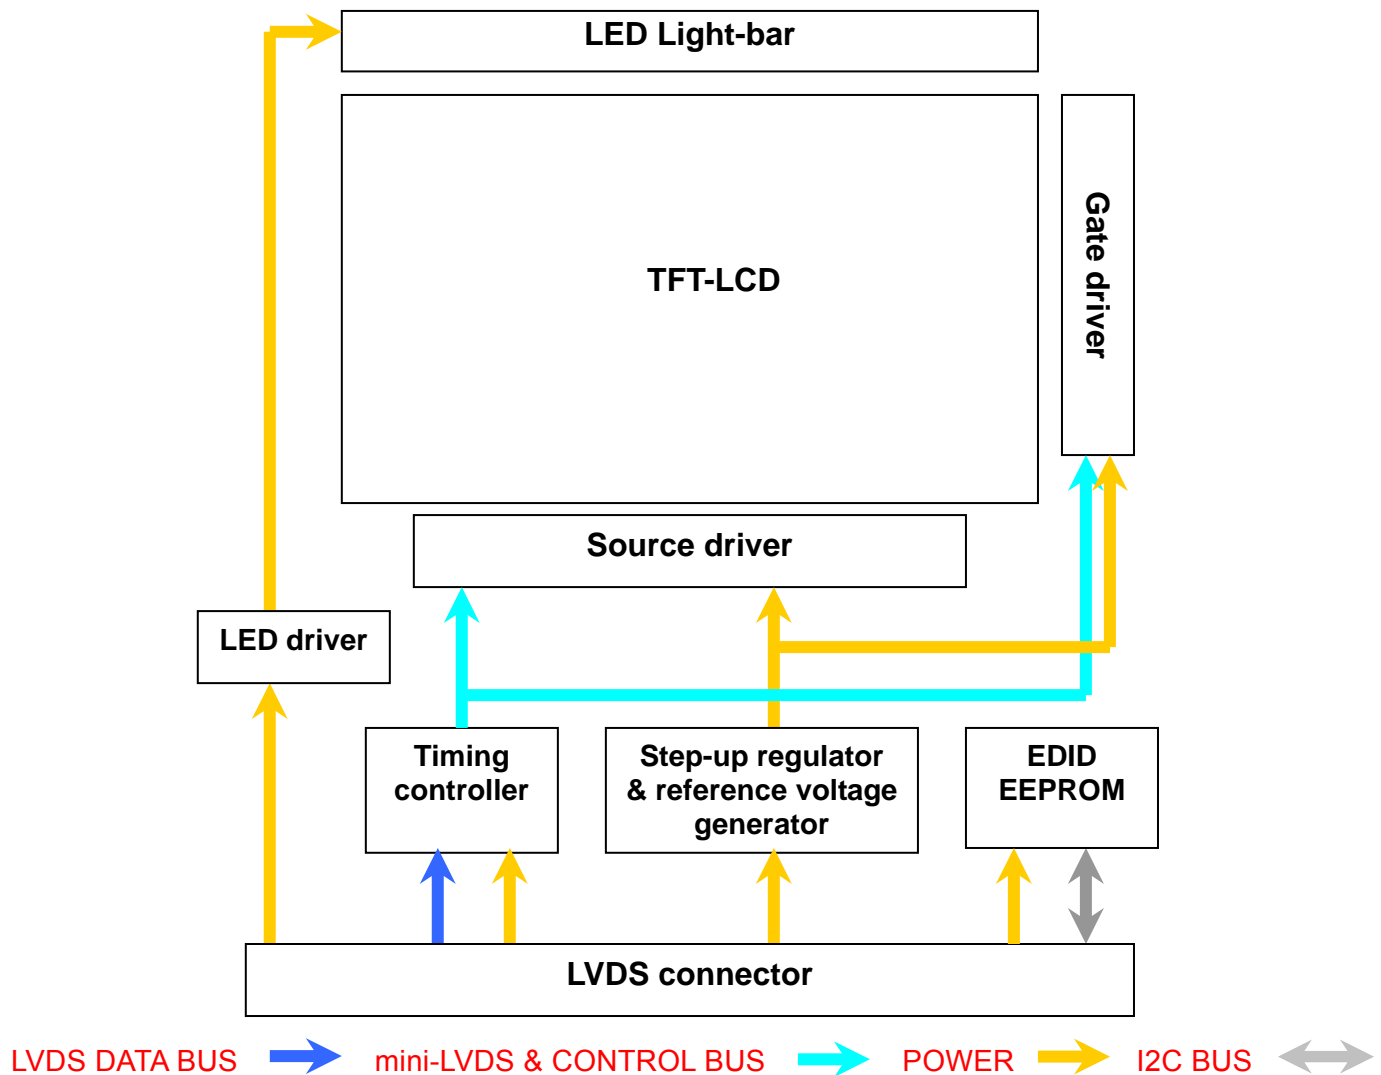 LED Light-bar
TFT-LCD
Gate driver
Source driver
LED driver
Timing
controller
Step-up regulator
& reference voltage
generator
EDID
EEPROM
LVDS connector
LVDS DATA BUS
mini-LVDS & CONTROL BUS
POWER
I2C BUS